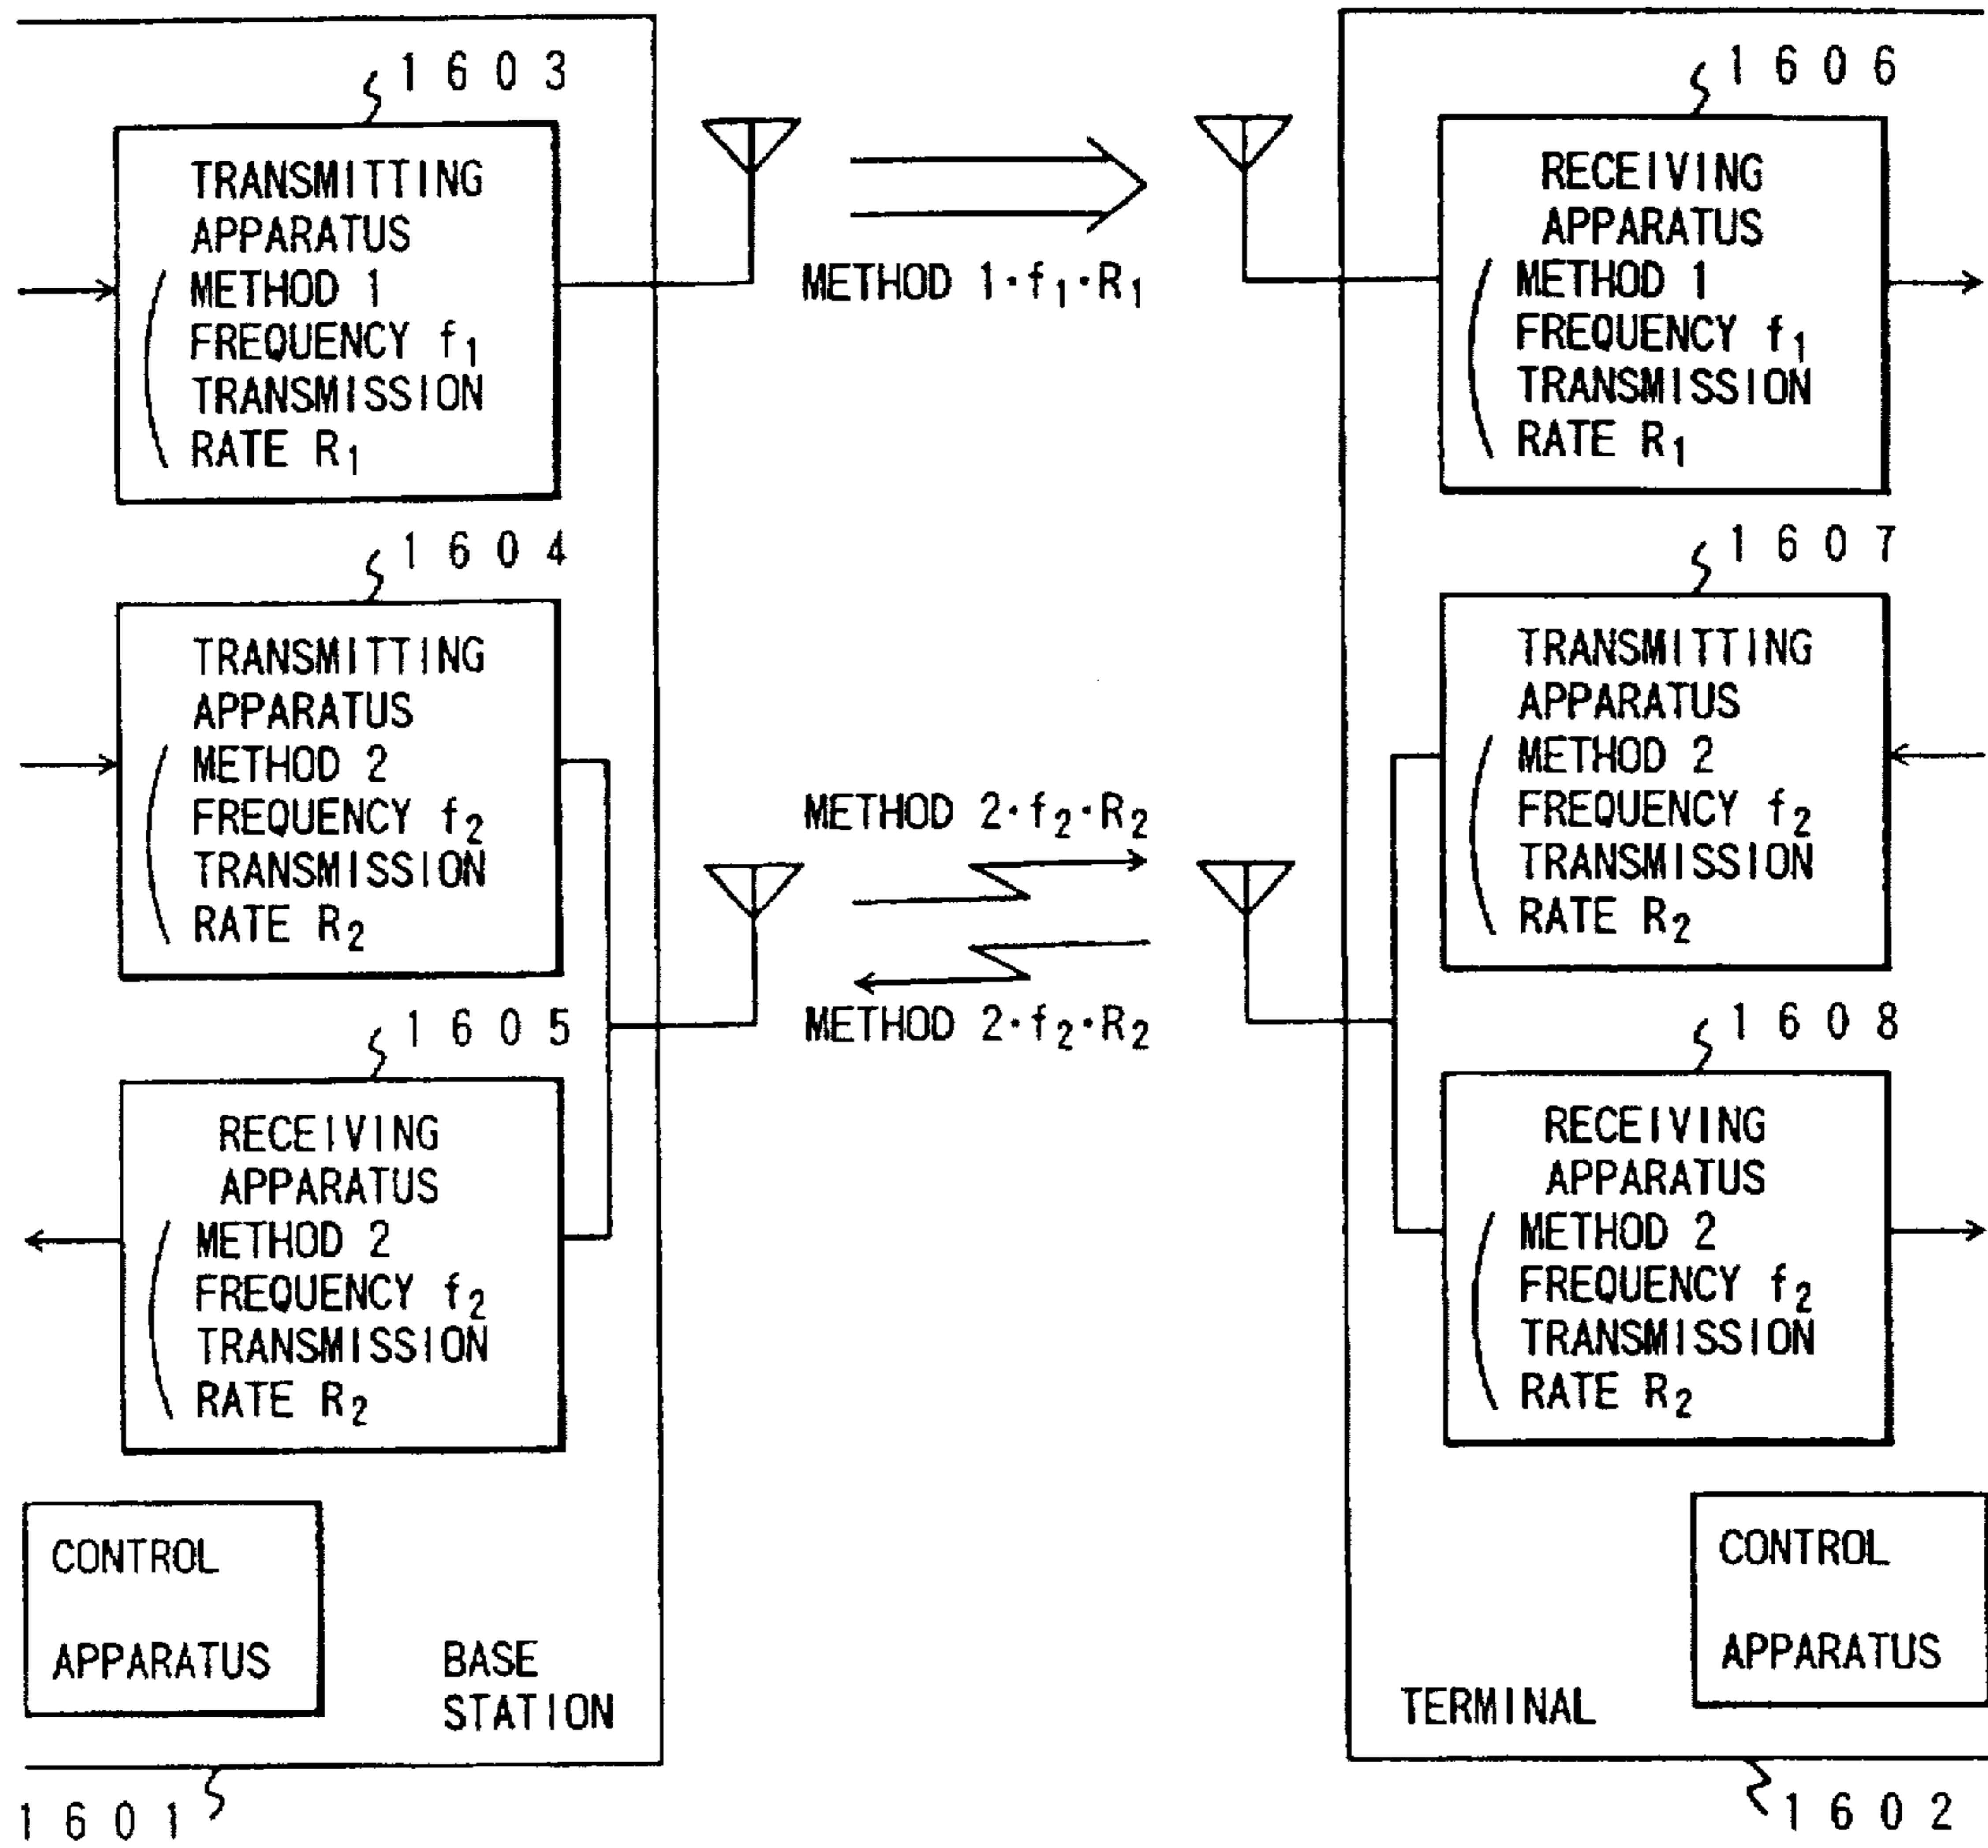 1603
TRANSMITTING
APPARATUS
METHOD 1
FREQUENCY f₁
TRANSMISSION
RATE R₁
1604
TRANSMITTING
APPARATUS
METHOD 2
FREQUENCY f₂
TRANSMISSION
RATE R₂
1605
RECEIVING
APPARATUS
METHOD 2
FREQUENCY f₂
TRANSMISSION
RATE R₂
CONTROL
APPARATUS
BASE
STATION
1601
METHOD 1·f₁·R₁
METHOD 2·f₂·R₂
METHOD 2·f₂·R₂
1606
RECEIVING
APPARATUS
METHOD 1
FREQUENCY f₁
TRANSMISSION
RATE R₁
1607
TRANSMITTING
APPARATUS
METHOD 2
FREQUENCY f₂
TRANSMISSION
RATE R₂
1608
RECEIVING
APPARATUS
METHOD 2
FREQUENCY f₂
TRANSMISSION
RATE R₂
CONTROL
APPARATUS
TERMINAL
1602